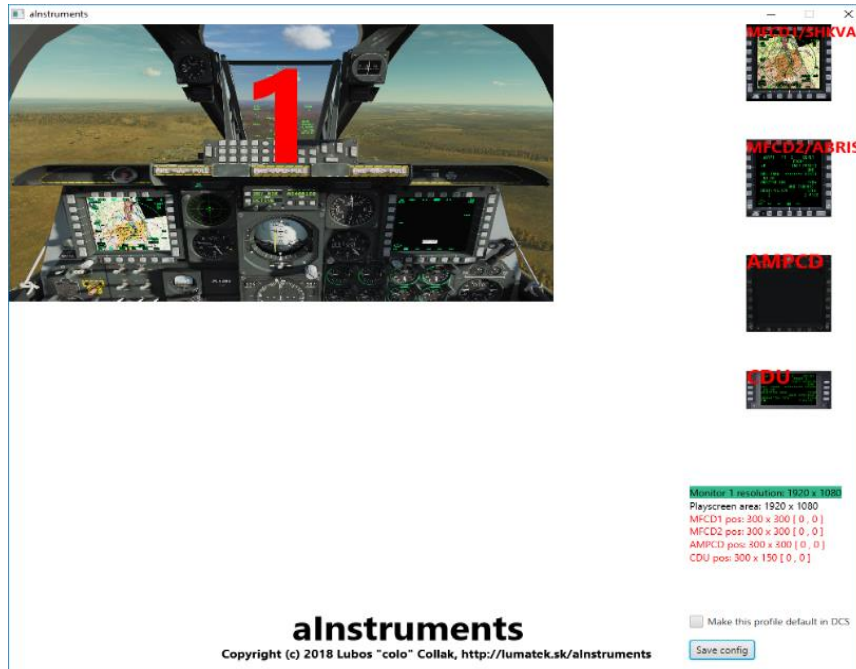 aInstruments
1
MFCD1/SHKVA
MFCD2/ABRIS
AMPCD
CDU
Monitor 1 resolution: 1920 x 1080
Playscreen area: 1920 x 1080
MFCD1 pos: 300 x 300 [ 0 , 0 ]
MFCD2 pos: 300 x 300 [ 0 , 0 ]
AMPCD pos: 300 x 300 [ 0 , 0 ]
CDU pos: 300 x 150 [ 0 , 0 ]
Make this profile default in DCS
Save config
aInstruments
Copyright (c) 2018 Lubos "colo" Collak, http://lumatek.sk/aInstruments